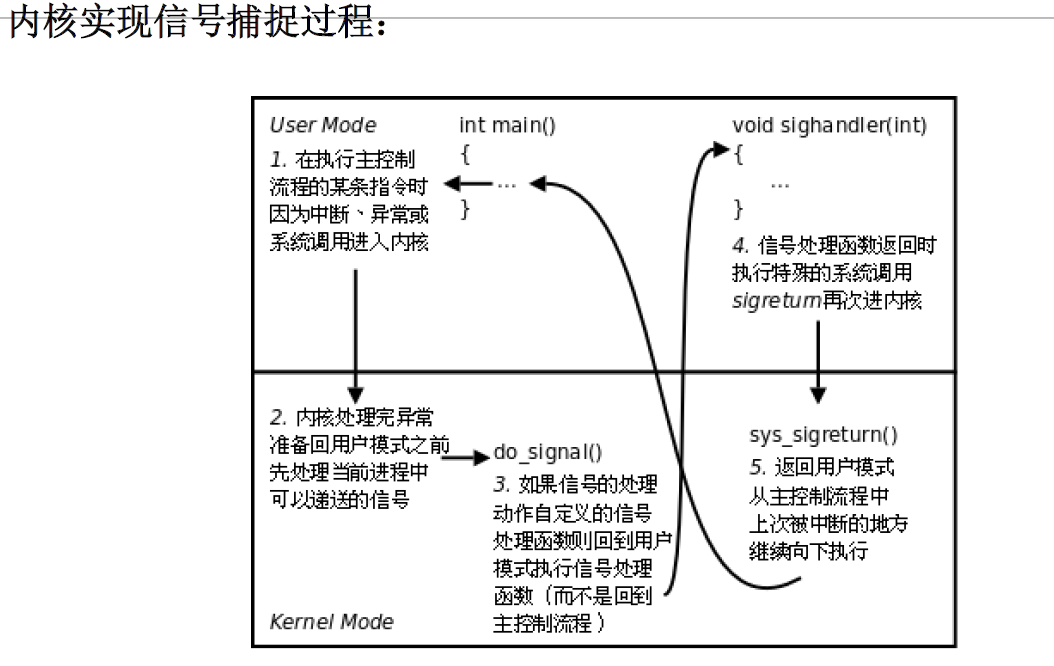 内核实现信号捕捉过程：
User Mode
1. 在执行主控制
流程的某条指令时
因为中断、异常或
系统调用进入内核
int main()
{
...
}
void sighandler(int)
{
...
}
4. 信号处理函数返回时
执行特殊的系统调用
sigreturn再次进内核
2. 内核处理完异常
准备回用户模式之前
先处理当前进程中
可以递送的信号
do_signal()
3. 如果信号的处理
动作自定义的信号
处理函数则回到用户
模式执行信号处理
函数（而不是回到
主控制流程）
sys_sigreturn()
5. 返回用户模式
从主控制流程中
上次被中断的地方
继续向下执行
Kernel Mode